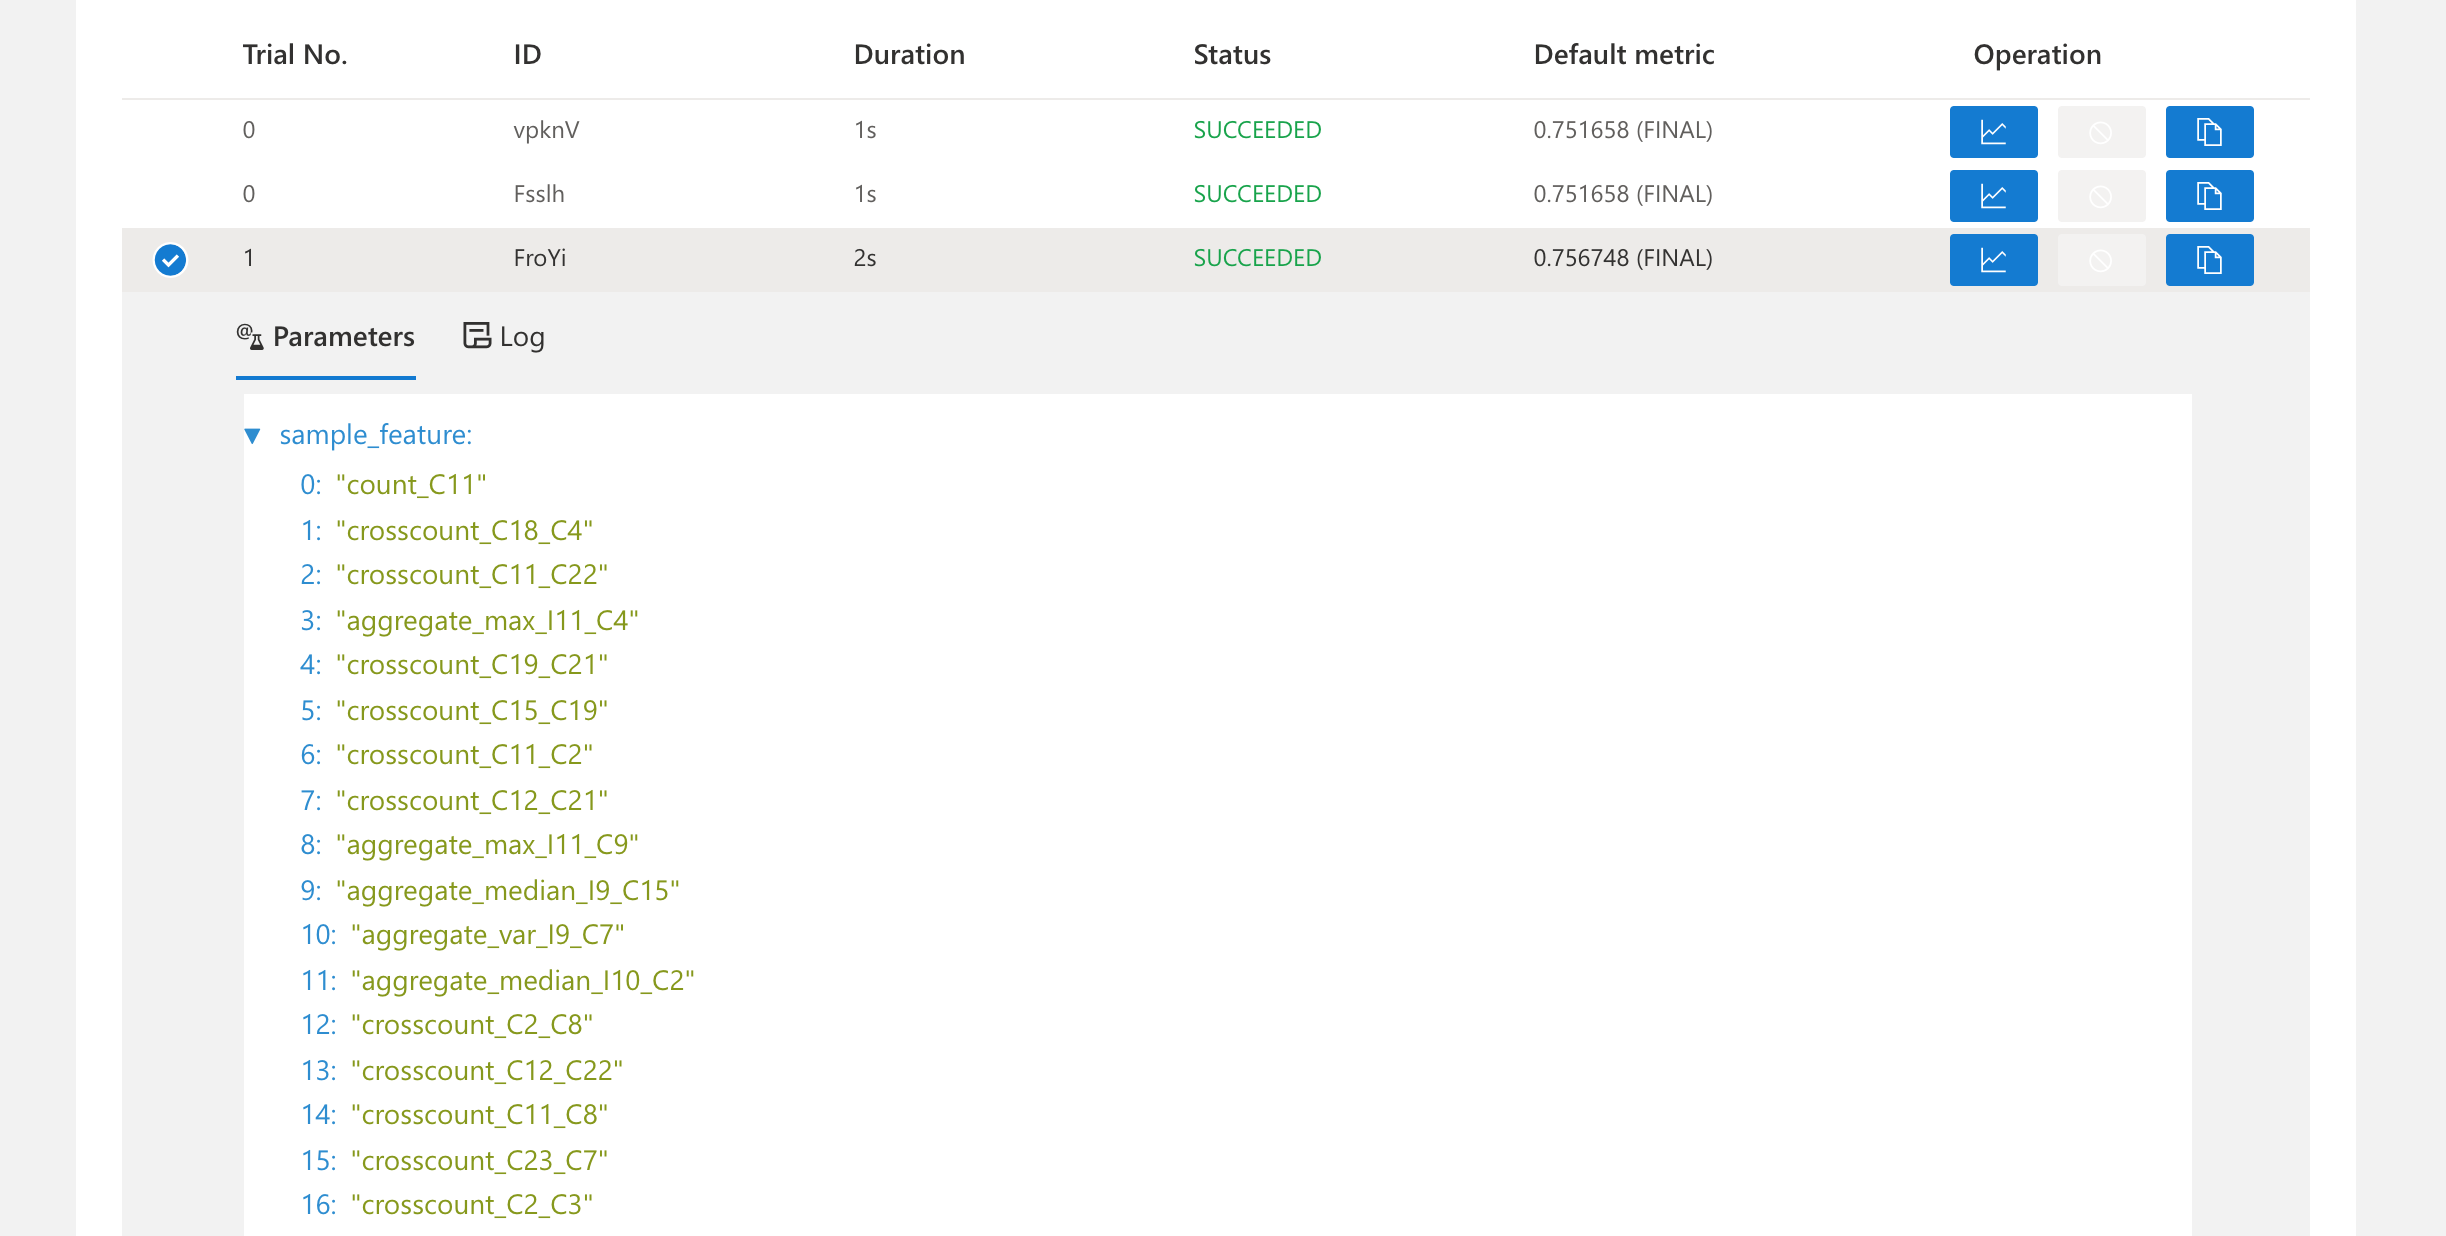 Trial No. ID Duration Status Default metric Operation
0 vpknV 1s SUCCEEDED 0.751658 (FINAL)
0 Fsslh 1s SUCCEEDED 0.751658 (FINAL)
1 FroYi 2s SUCCEEDED 0.756748 (FINAL)
Parameters Log
sample_feature:
0: "count_C11"
1: "crosscount_C18_C4"
2: "crosscount_C11_C22"
3: "aggregate_max_I11_C4"
4: "crosscount_C19_C21"
5: "crosscount_C15_C19"
6: "crosscount_C11_C2"
7: "crosscount_C12_C21"
8: "aggregate_max_I11_C9"
9: "aggregate_median_I9_C15"
10: "aggregate_var_I9_C7"
11: "aggregate_median_I10_C2"
12: "crosscount_C2_C8"
13: "crosscount_C12_C22"
14: "crosscount_C11_C8"
15: "crosscount_C23_C7"
16: "crosscount_C2_C3"